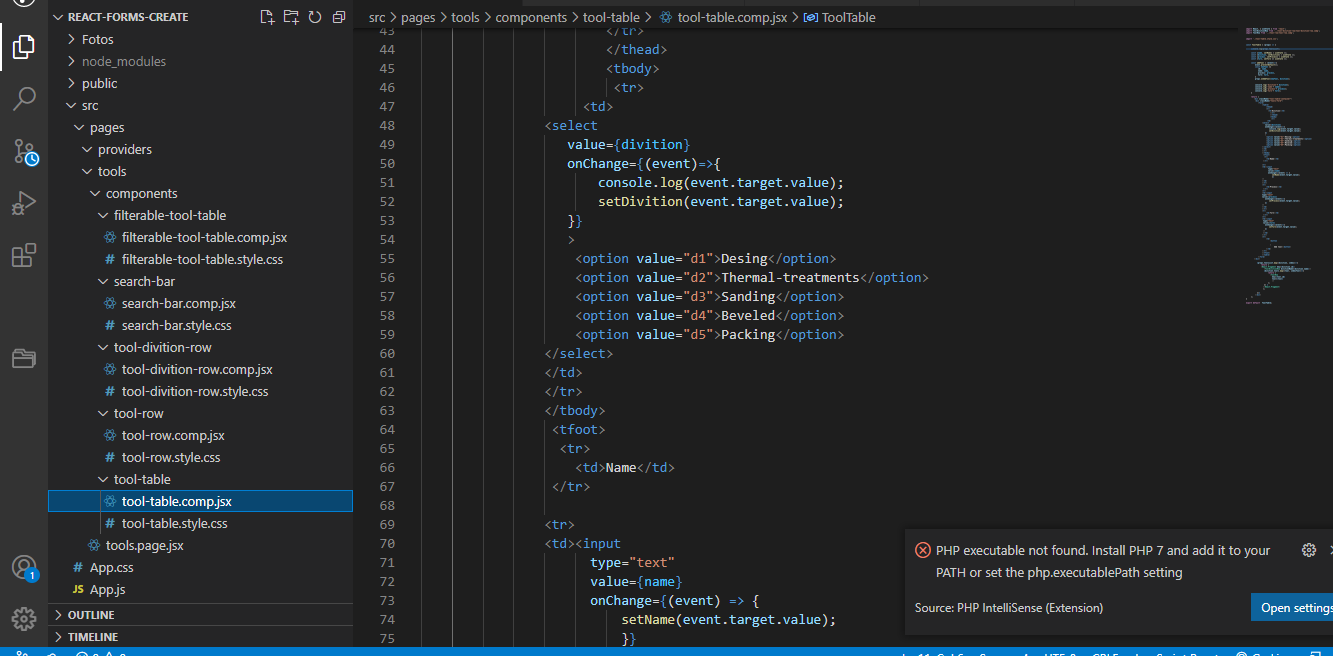 REACT-FORMS-CREATE
Fotos
node_modules
public
src
pages
providers
tools
components
filterable-tool-table
filterable-tool-table.comp.jsx
# filterable-tool-table.style.css
search-bar
search-bar.comp.jsx
# search-bar.style.css
tool-divition-row
tool-divition-row.comp.jsx
# tool-divition-row.style.css
tool-row
tool-row.comp.jsx
# tool-row.style.css
tool-table
tool-table.comp.jsx
# tool-table.style.css
tools.page.jsx
# App.css
JS App.js
OUTLINE
TIMELINE
1
src > pages > tools > components > tool-table > tool-table.comp.jsx > ToolTable
43 </tr>
44 </thead>
45 <tbody>
46 <tr>
47 <td>
48 <select
49 value={divition}
50 onChange={(event)=>{
51 console.log(event.target.value);
52 setDivition(event.target.value);
53 }}
54 >
55 <option value="d1">Desing</option>
56 <option value="d2">Thermal-treatments</option>
57 <option value="d3">Sanding</option>
58 <option value="d4">Beveled</option>
59 <option value="d5">Packing</option>
60 </select>
61 </td>
62 </tr>
63 </tbody>
64 <tfoot>
65 <tr>
66 <td>Name</td>
67 </tr>
68
69 <tr>
70 <td><input
71 type="text"
72 value={name}
73 onChange={(event) => {
74 setName(event.target.value);
75 }}
PHP executable not found. Install PHP 7 and add it to your
PATH or set the php.executablePath setting
Source: PHP IntelliSense (Extension)
Open settings